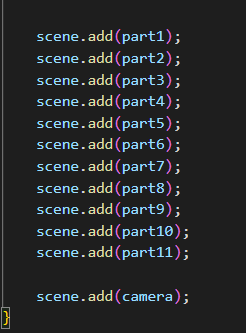 scene.add(part1);
scene.add(part2);
scene.add(part3);
scene.add(part4);
scene.add(part5);
scene.add(part6);
scene.add(part7);
scene.add(part8);
scene.add(part9);
scene.add(part10);
scene.add(part11);
scene.add(camera);
}